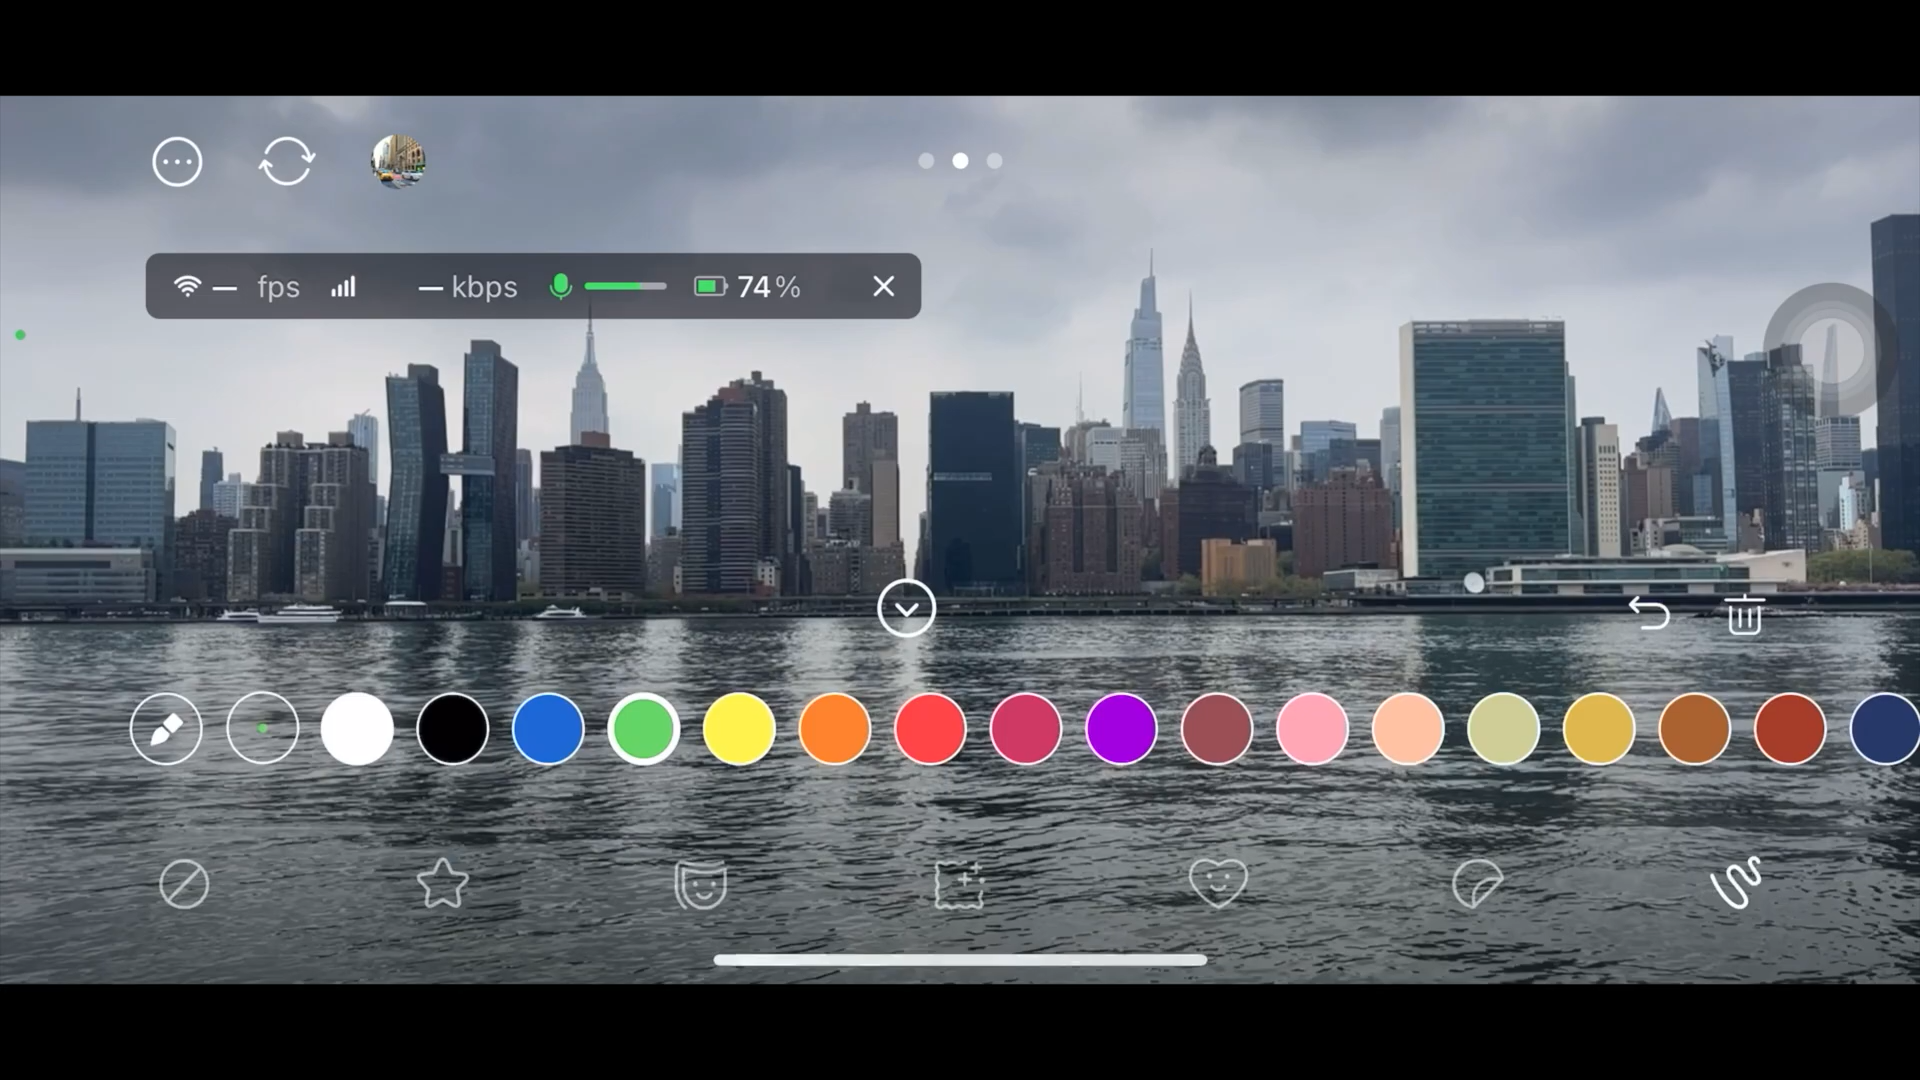 — fps — kbps 74%